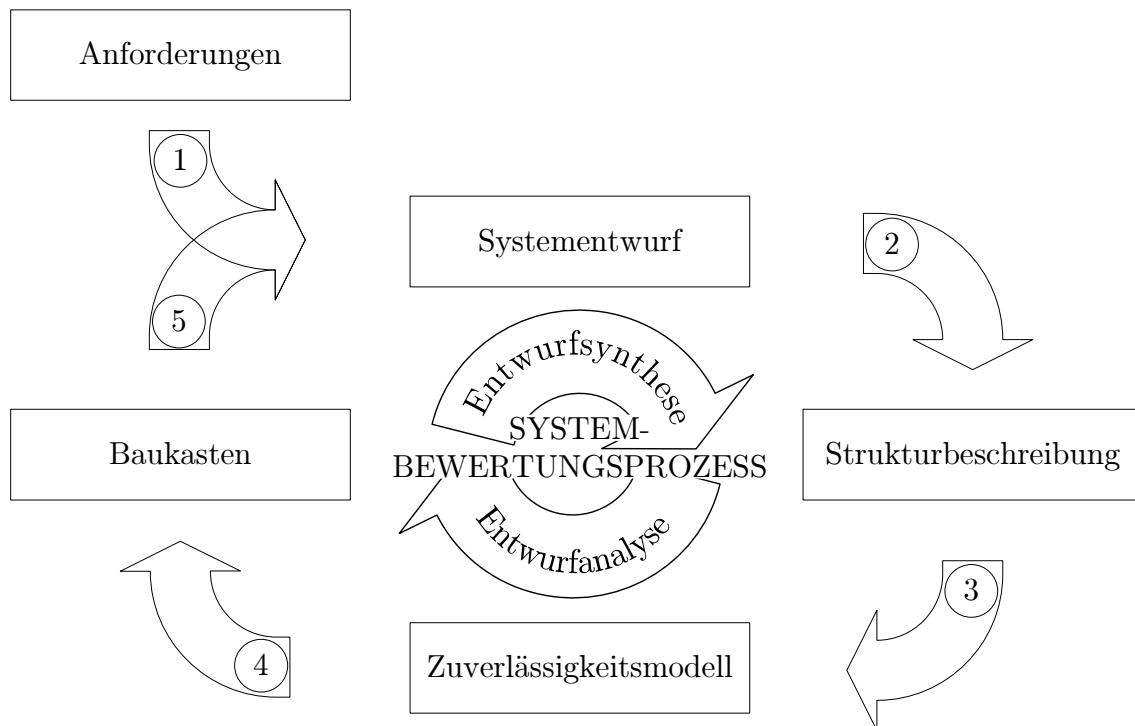 Anforderungen
1
Systementwurf
2
5
Entwurfsynthese
SYSTEM-
Baukasten
BEWERTUNGSPROZESS
Strukturbeschreibung
Entwurfanalyse
3
4
Zuverlässigkeitsmodell